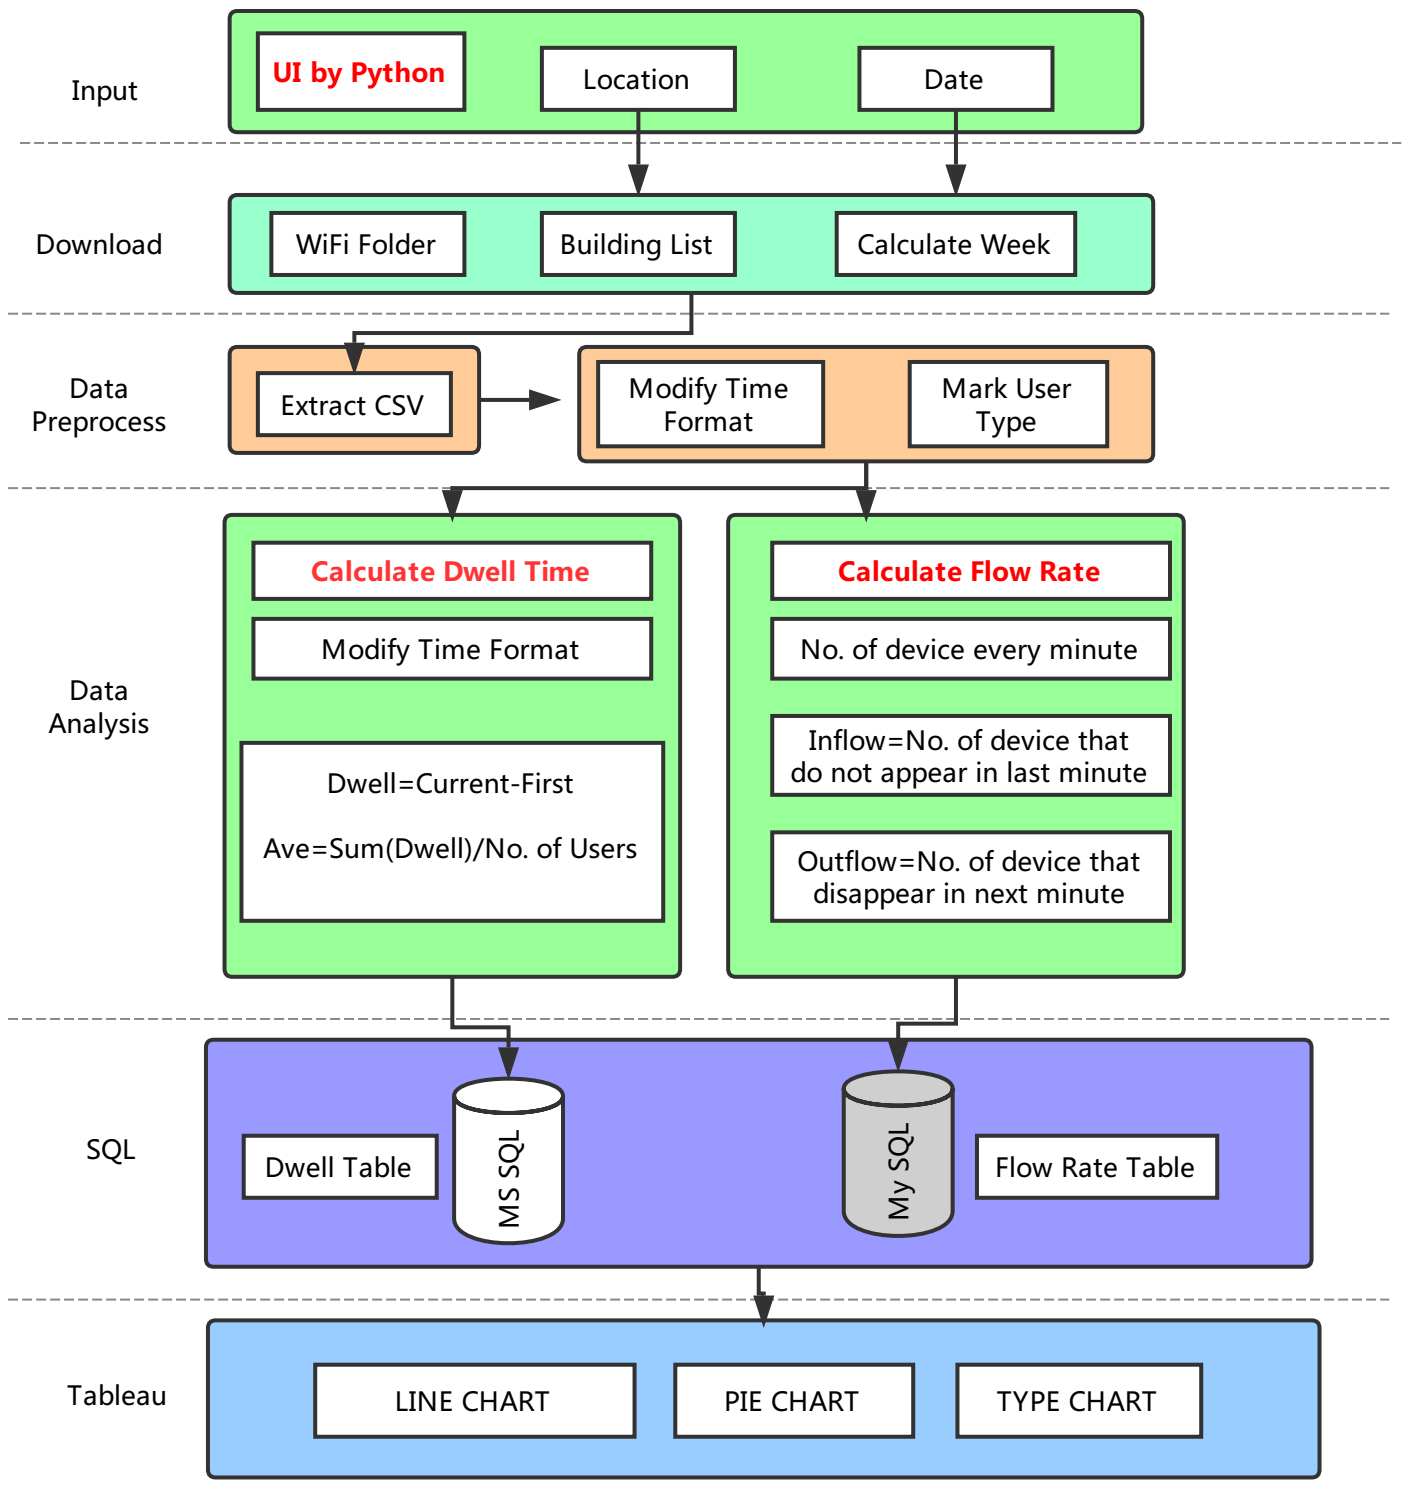 Input
UI by Python
Location
Date
Download
WiFi Folder
Building List
Calculate Week
Data
Preprocess
Extract CSV
Modify Time
Format
Mark User
Type
Data
Analysis
Calculate Dwell Time
Modify Time Format
Dwell=Current-First
Ave=Sum(Dwell)/No. of Users
Calculate Flow Rate
No. of device every minute
Inflow=No. of device that
do not appear in last minute
Outflow=No. of device that
disappear in next minute
SQL
Dwell Table
MS SQL
My SQL
Flow Rate Table
Tableau
LINE CHART
PIE CHART
TYPE CHART